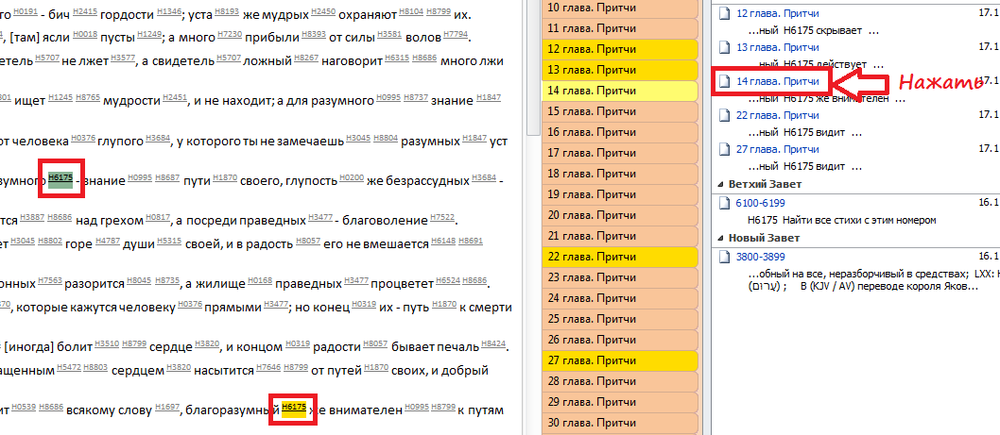 ого H0191 - бич H2415 гордости H1346; уста H8193 же мудрых H2450 охраняют H8104 H8799 их.
, [там] ясли H0018 пусты H1249; а много H7230 прибыли H8393 от силы H3581 волов H7794.
детель H5707 не лжет H3577, а свидетель H5707 ложный H8267 наговорит H6315 H8686 много лжи
ищет H1245 H8765 мудрости H2451, и не находит; а для разумного H0995 H8737 знание H1847
от человека H0376 глупого H3684, у которого ты не замечаешь H3045 H8804 разумных H1847 уст
зумного H6175 - знание H0995 H8687 пути H1870 своего, глупость H0200 же безрассудных H3684 -
тся H3887 H8686 над грехом H0817, а посреди праведных H3477 - благоволение H7522.
ет H3045 H8802 горе H4787 души H5315 своей, и в радость H8057 его не вмешается H6148 H8691
онных H7563 разорится H8045 H8735, а жилище H0168 праведных H3477 процветет H6524 H8686.
, которые кажутся человеку H0376 прямыми H3477; но конец H0319 их - путь H1870 к смерти
[иногда] болит H3510 H8799 сердце H3820, и концом H0319 радости H8057 бывает печаль H8424.
ащенным H5472 H8803 сердцем H3820 насытится H7646 H8799 от путей H1870 своих, и добрый
ит H0539 H8686 всякому слову H1697, благоразумный H6175 же внимателен H0995 H8799 к путям
10 глава. Притчи
11 глава. Притчи
12 глава. Притчи
13 глава. Притчи
14 глава. Притчи
15 глава. Притчи
16 глава. Притчи
17 глава. Притчи
18 глава. Притчи
19 глава. Притчи
20 глава. Притчи
21 глава. Притчи
22 глава. Притчи
23 глава. Притчи
24 глава. Притчи
25 глава. Притчи
26 глава. Притчи
27 глава. Притчи
28 глава. Притчи
29 глава. Притчи
30 глава. Притчи
12 глава. Притчи 17.1
...ный H6175 скрывает ...
13 глава. Притчи 17.1
...ный H6175 действует ...
14 глава. Притчи 17.1
...ный H6175 же внимателен ...
Нажать
22 глава. Притчи 17.1
...ный H6175 видит ...
27 глава. Притчи 17.1
...ный H6175 видит ...
Ветхий Завет
6100-6199 16.1
H6175 Найти все стихи с этим номером
Новый Завет
3800-3899 16.1
...обный на все, неразборчивый в средствах; LXX:
(עָרוּם) ; В (KJV / AV) переводе короля Яков...